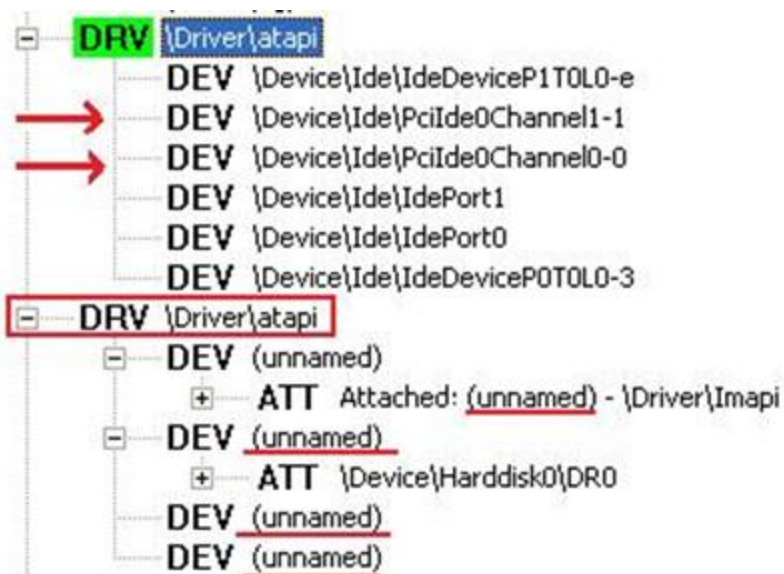 DRV \Driver\atapi
DEV \Device\Ide\IdeDeviceP1T0L0-e
DEV \Device\Ide\PciIde0Channel1-1
DEV \Device\Ide\PciIde0Channel0-0
DEV \Device\Ide\IdePort1
DEV \Device\Ide\IdePort0
DEV \Device\Ide\IdeDeviceP0T0L0-3
DRV \Driver\atapi
DEV (unnamed)
ATT Attached: (unnamed) - \Driver\Imapi
DEV (unnamed)
ATT \Device\Harddisk0\DR0
DEV (unnamed)
DEV (unnamed)